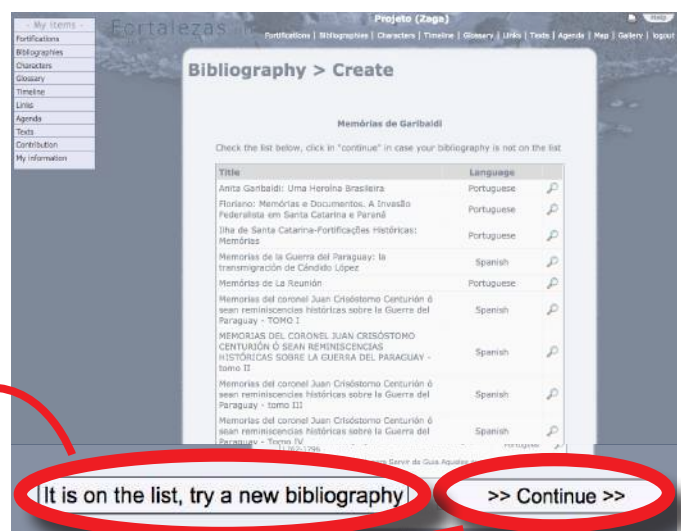 - My Items -
Fortifications
Bibliographies
Characters
Glossary
Timeline
Links
Agenda
Texts
Contribution
My information
Fortalezas
Projeto (Zaga)
Help
Fortifications | Bibliographies | Characters | Timeline | Glossary | Links | Texts | Agenda | Map | Gallery | logout
Bibliography > Create
Memórias de Garibaldi
Check the list below, click in "continue" in case your bibliography is not on the list
Title Language
Anita Garibaldi: Uma Heroína Brasileira Portuguese
Floriano: Memórias e Documentos. A Invasão
Federalista em Santa Catarina e Paraná Portuguese
Ilha de Santa Catarina-Fortificações Históricas:
Memórias Portuguese
Memorias de la Guerra del Paraguay: la
transmigración de Cándido López Spanish
Memórias de La Reunión Portuguese
Memorias del coronel Juan Crisóstomo Centurión ó
sean reminiscencias históricas sobre la Guerra del
Paraguay - TOMO I Spanish
MEMORIAS DEL CORONEL JUAN CRISÓSTOMO
CENTURIÓN Ó SEAN REMINISCENCIAS
HISTÓRICAS SOBRE LA GUERRA DEL PARAGUAY -
tomo II Spanish
Memorias del coronel Juan Crisóstomo Centurión ó
sean reminiscencias históricas sobre la Guerra del
Paraguay - tomo III Spanish
Memorias del coronel Juan Crisóstomo Centurión ó
sean reminiscencias históricas sobre la Guerra del
Paraguay - Tomo IV Spanish
Servir de Guia
It is on the list, try a new bibliography
>> Continue >>